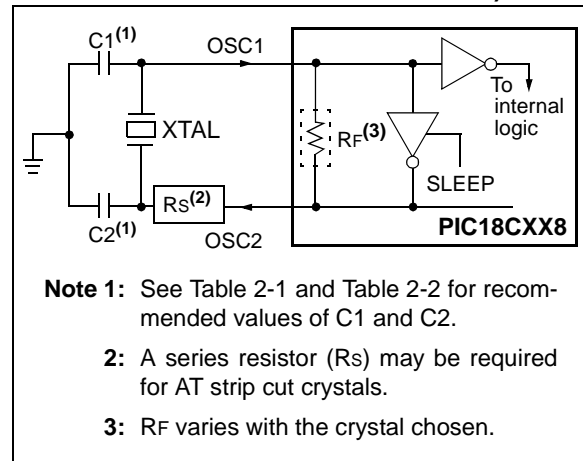 C1(1)
OSC1
To
internal
logic
XTAL
RF(3)
SLEEP
RS(2)
C2(1)
OSC2
PIC18CXX8
Note 1: See Table 2-1 and Table 2-2 for recom-
mended values of C1 and C2.
2: A series resistor (RS) may be required
for AT strip cut crystals.
3: RF varies with the crystal chosen.